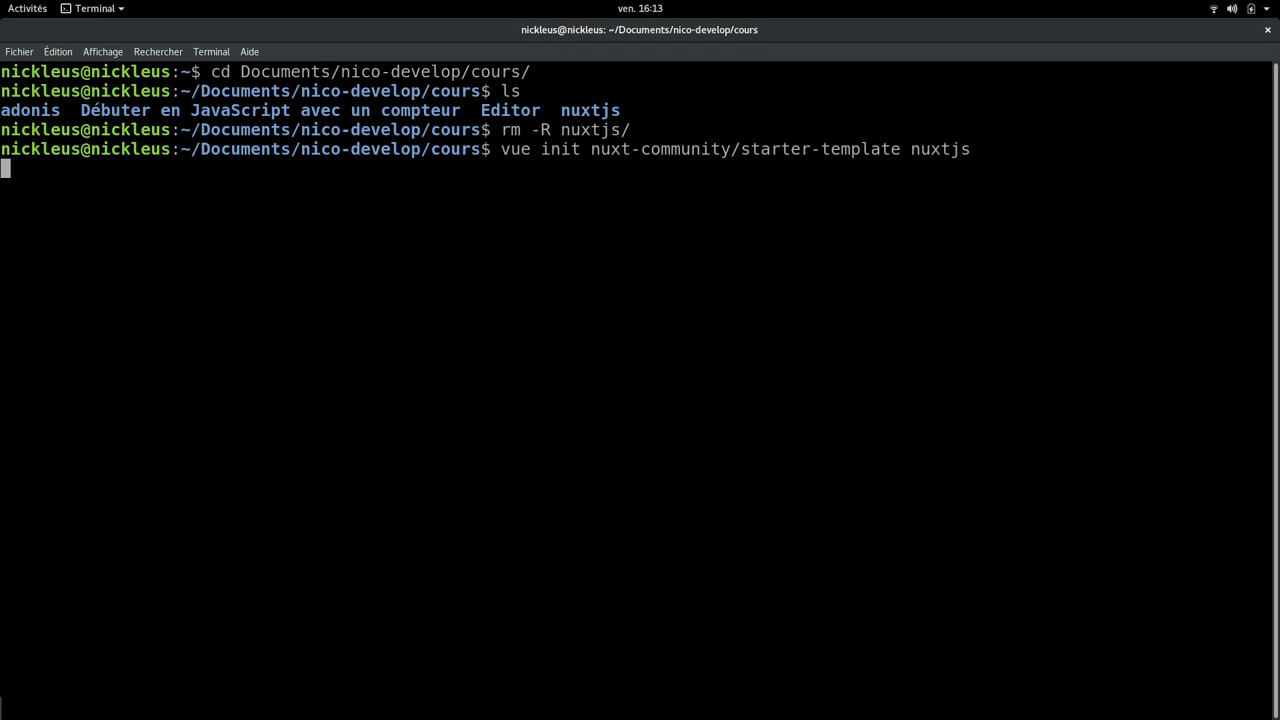 Activités Terminal ven. 16:13
nickleus@nickleus: ~/Documents/nico-develop/cours ×
Fichier Édition Affichage Rechercher Terminal Aide
nickleus@nickleus:~$ cd Documents/nico-develop/cours/
nickleus@nickleus:~/Documents/nico-develop/cours$ ls
adonis Débuter en JavaScript avec un compteur Editor nuxtjs
nickleus@nickleus:~/Documents/nico-develop/cours$ rm -R nuxtjs/
nickleus@nickleus:~/Documents/nico-develop/cours$ vue init nuxt-community/starter-template nuxtjs